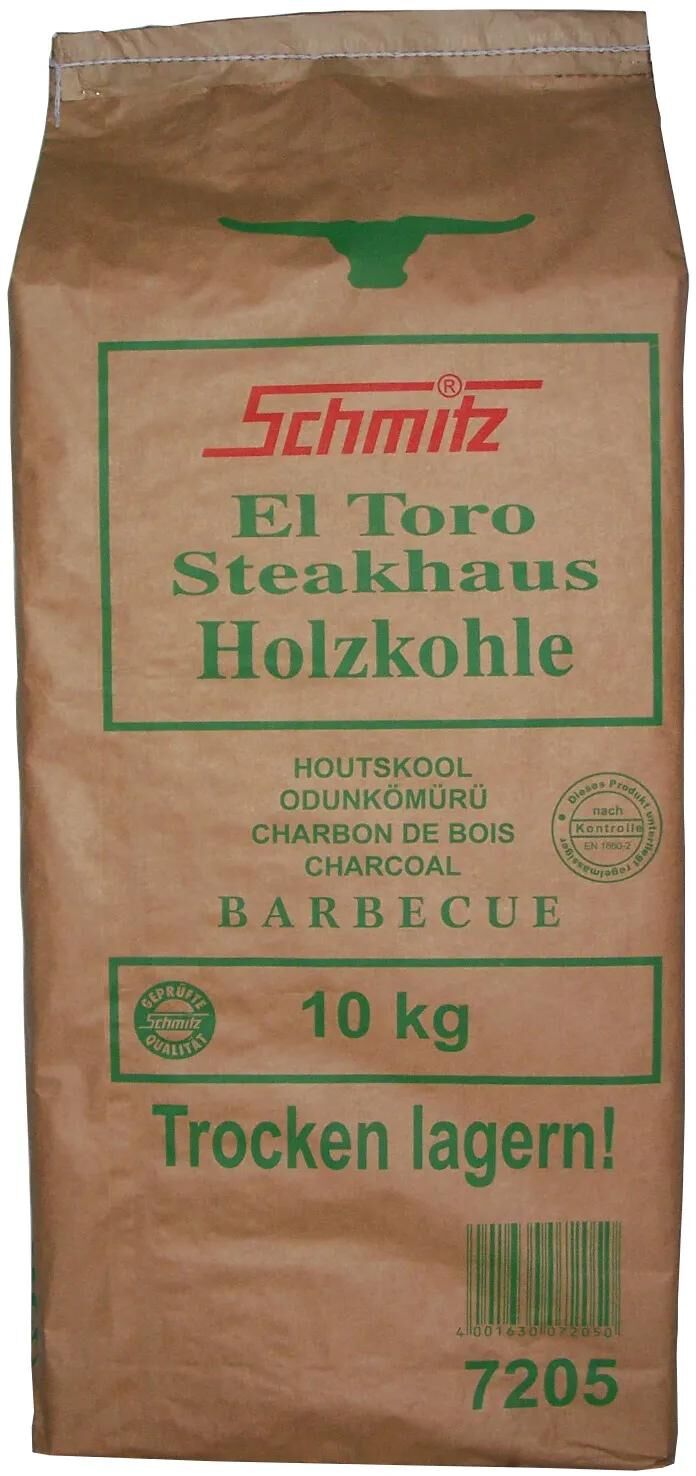 Schmitz®
El Toro
Steakhaus
Holzkohle
HOUTSKOOL
ODUNKÖMÜRÜ
CHARBON DE BOIS
CHARCOAL
BARBECUE
Dieses Produkt unterliegt regelmässiger
nach
Kontrolle
EN 1860-2
GEPRÜFTE
Schmitz
QUALITÄT
10 kg
Trocken lagern!
4 001630 072050
7205